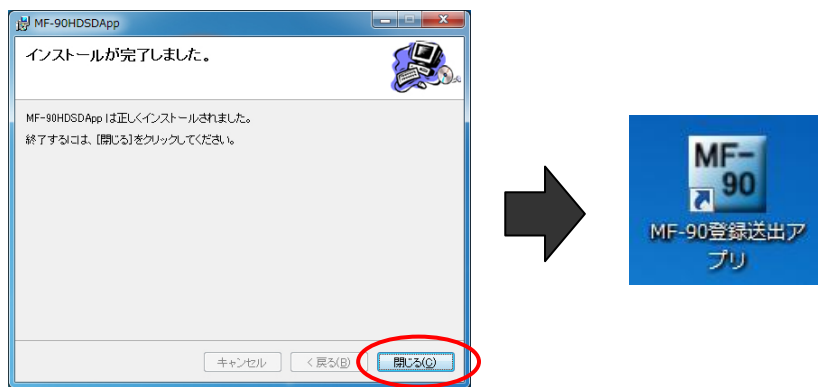 MF-90HDSDApp
インストールが完了しました。
MF-90HDSDApp は正しくインストールされました。
終了するには、[閉じる]をクリックしてください。
キャンセル
< 戻る(B)
閉じる(C)
MF-
90
MF-90登録送出ア
プリ